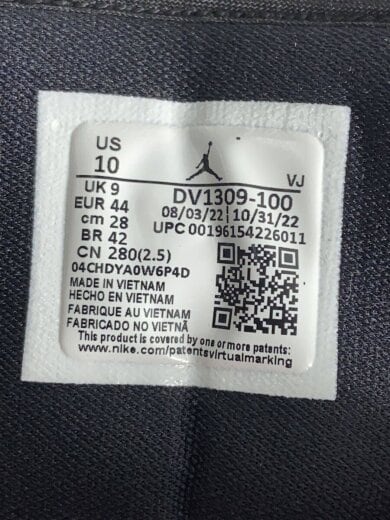 US
10
VJ
UK 9
EUR 44
cm 28
BR 42
CN 280(2.5)
DV1309-100
08/03/22 10/31/22
UPC 00196154226011
04CHDYA0W6P4D
MADE IN VIETNAM
HECHO EN VIETNAM
FABRIQUE AU VIETNAM
FABRICADO NO VIETNÃ
This product is covered by one or more patents:
www.nike.com/patentsvirtualmarking